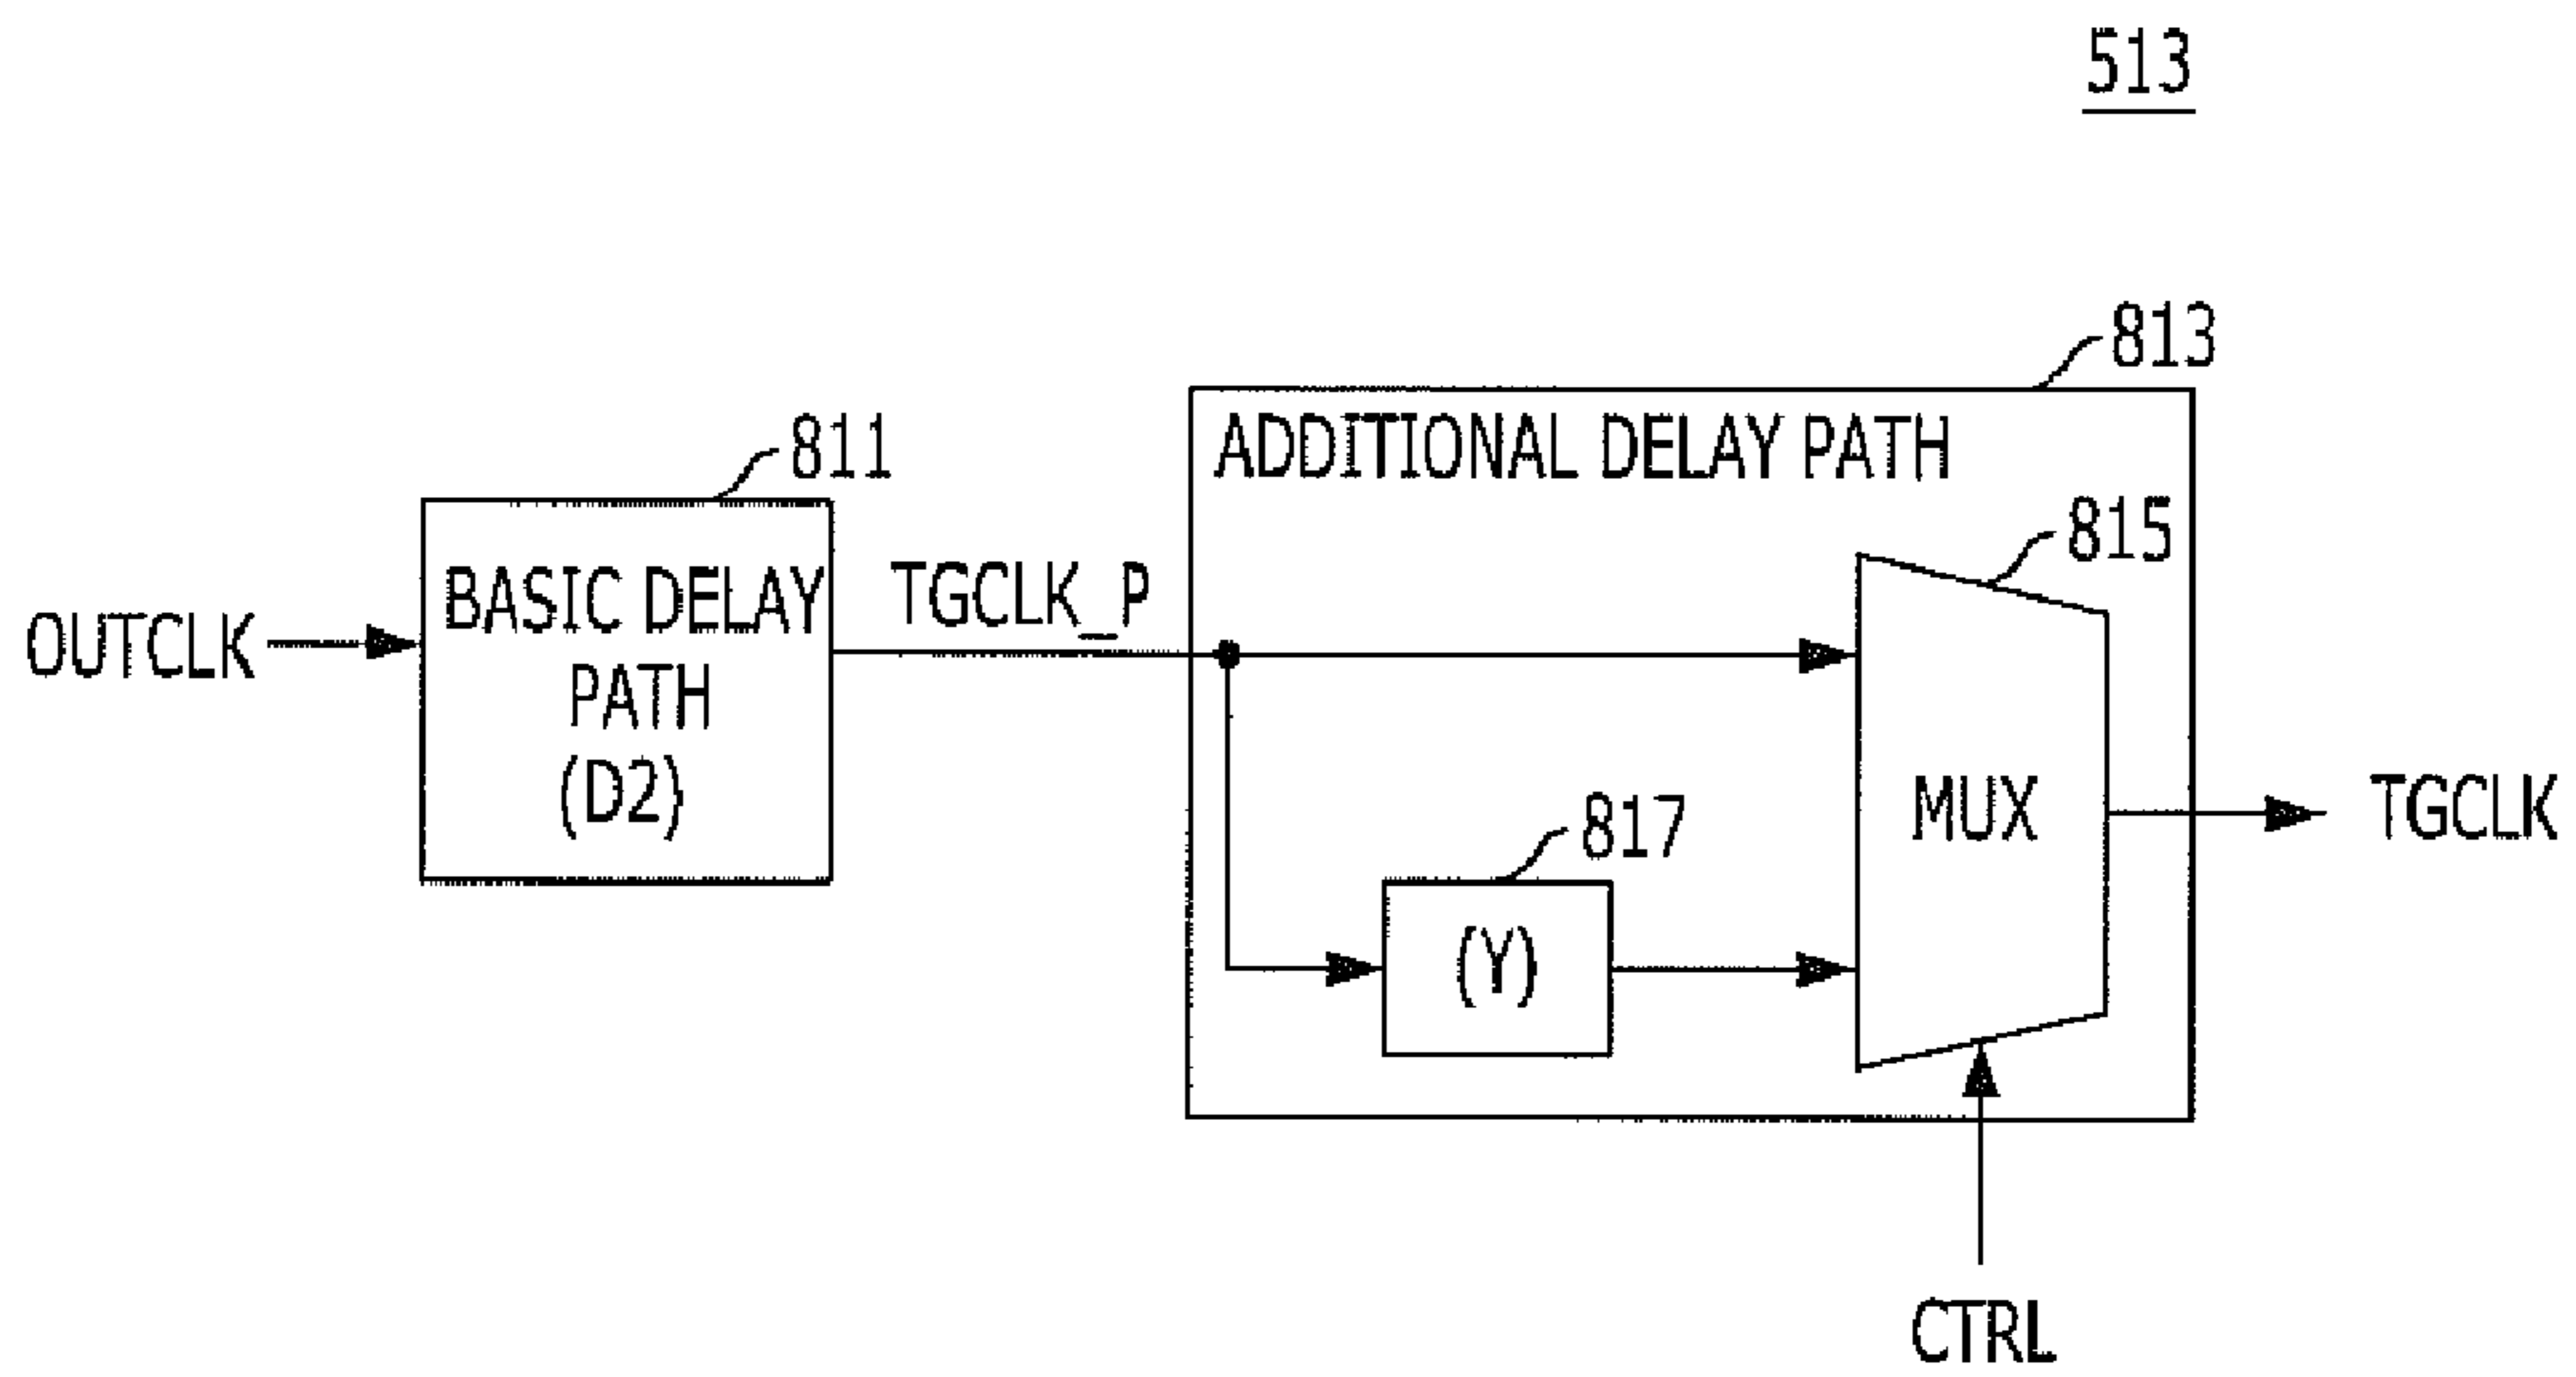 513
813
ADDITIONAL DELAY PATH
811
815
BASIC DELAY
PATH
(D2)
TGCLK_P
OUTCLK
MUX
TGCLK
817
(Y)
CTRL